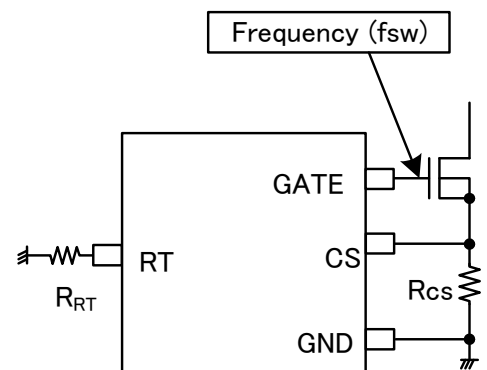 Frequency (fsw)
GATE
RT
CS
RRT
Rcs
GND